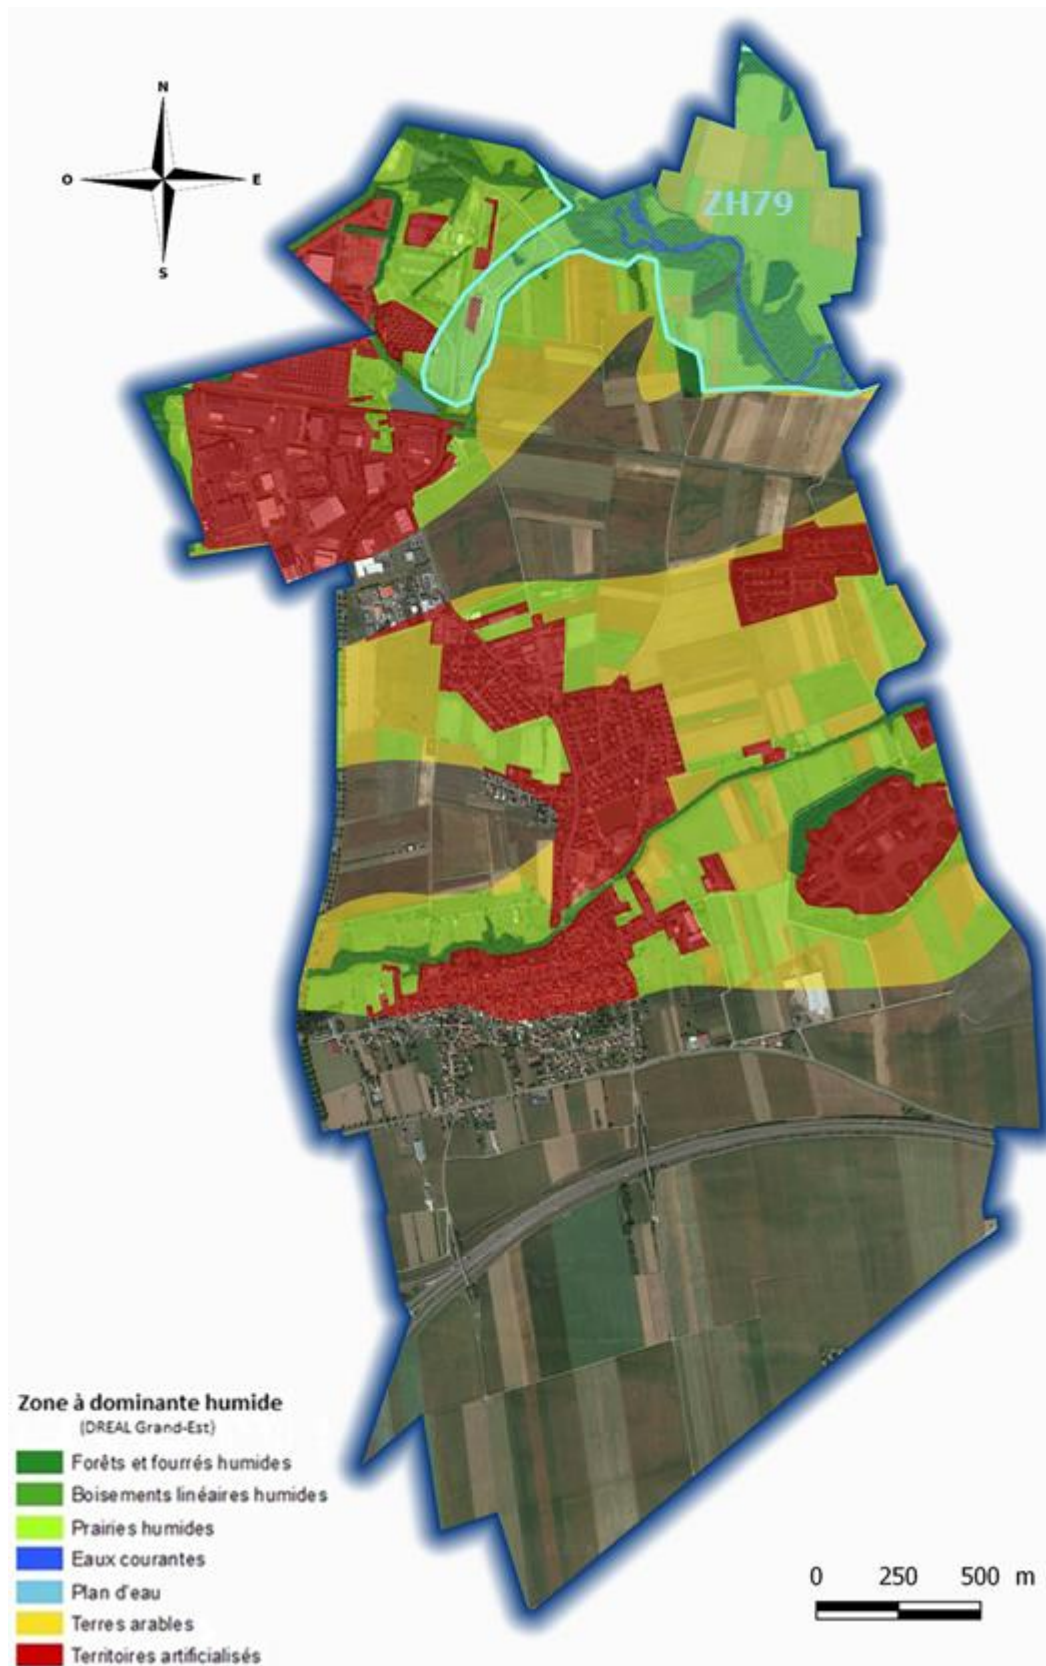 N
O
E
S
ZH79
Zone à dominante humide
(DREAL Grand-Est)
Forêts et fourrés humides
Boisements linéaires humides
Prairies humides
Eaux courantes
Plan d'eau
Terres arables
Territoires artificialisés
0 250 500 m